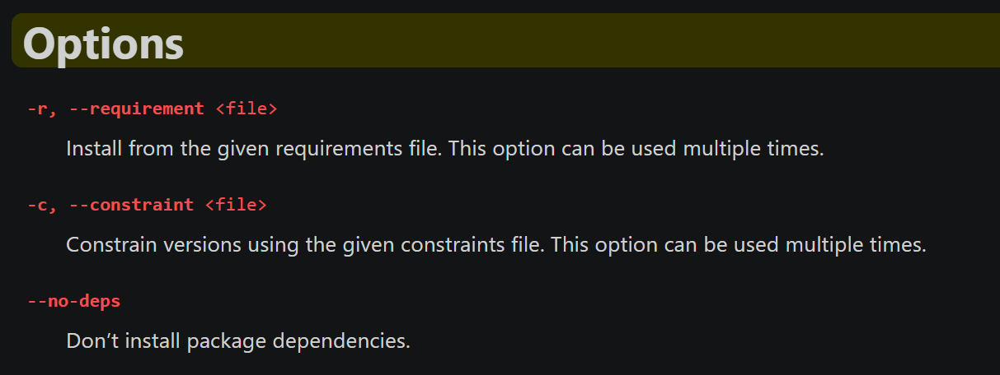 Options
-r, --requirement <file>
Install from the given requirements file. This option can be used multiple times.
-c, --constraint <file>
Constrain versions using the given constraints file. This option can be used multiple times.
--no-deps
Don’t install package dependencies.